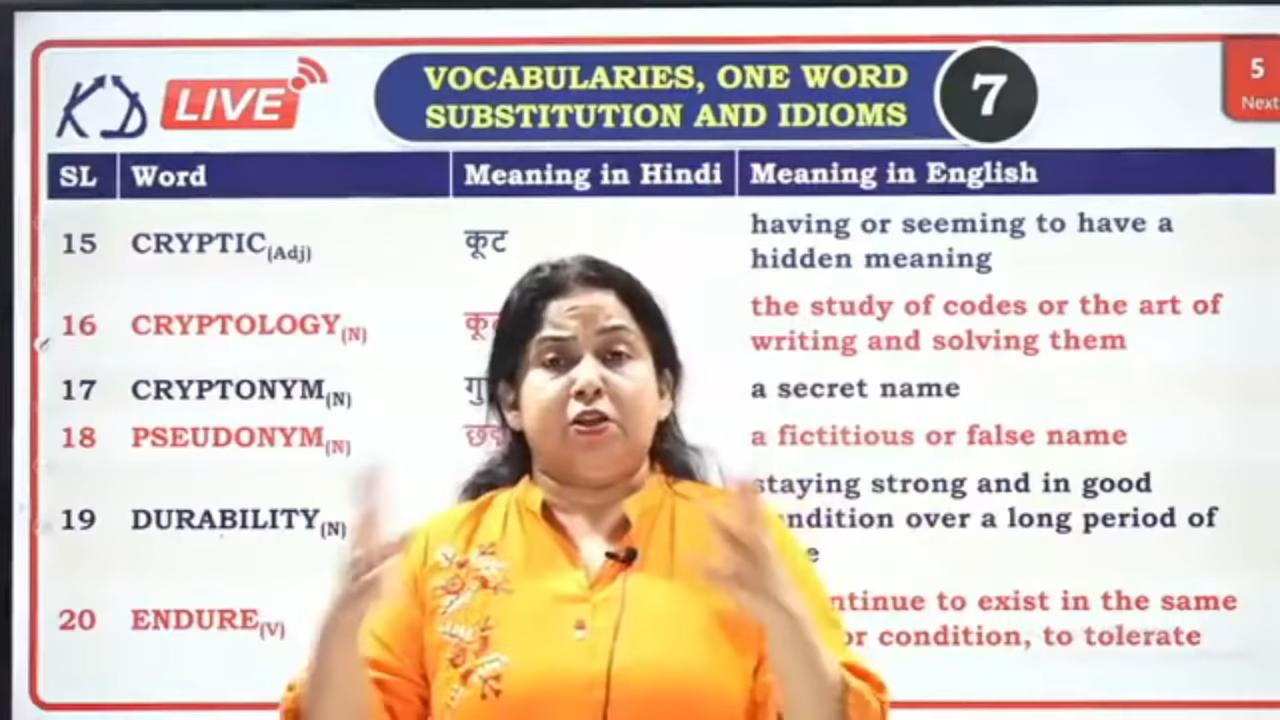 KD LIVE
VOCABULARIES, ONE WORD
SUBSTITUTION AND IDIOMS
7
5
Next
SL Word Meaning in Hindi Meaning in English
15 CRYPTIC(Adj) कूट having or seeming to have a
hidden meaning
16 CRYPTOLOGY(N) the study of codes or the art of
writing and solving them
17 CRYPTONYM(N) a secret name
18 PSEUDONYM(N) a fictitious or false name
19 DURABILITY(N) staying strong and in good
over a long period of
20 ENDURE(V) to exist in the same
or condition, to tolerate